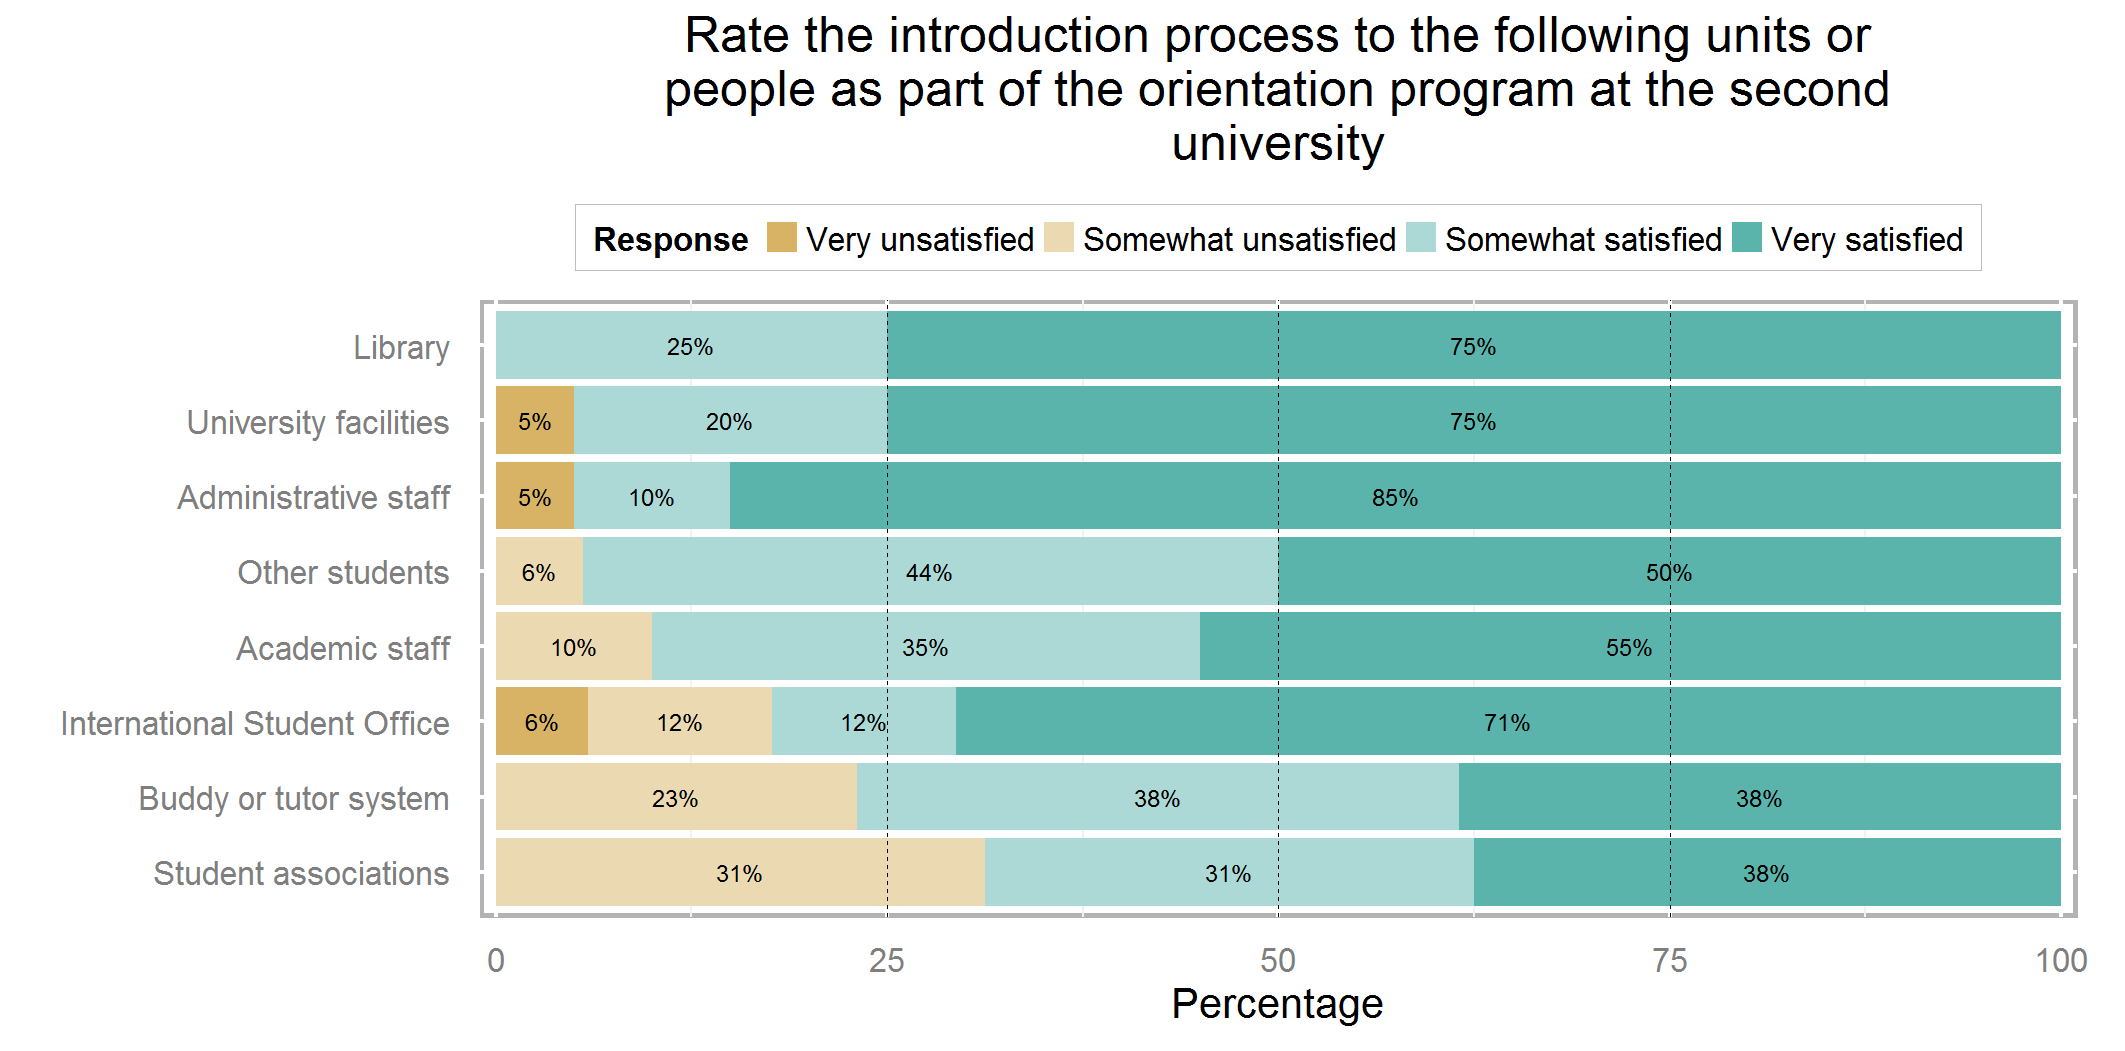 Rate the introduction process to the following units or
people as part of the orientation program at the second
university
Response Very unsatisfied Somewhat unsatisfied Somewhat satisfied Very satisfied
Library 25% 75%
University facilities 5% 20% 75%
Administrative staff 5% 10% 85%
Other students 6% 44% 50%
Academic staff 10% 35% 55%
International Student Office 6% 12% 12% 71%
Buddy or tutor system 23% 38% 38%
Student associations 31% 31% 38%
0 25 50 75 100
Percentage